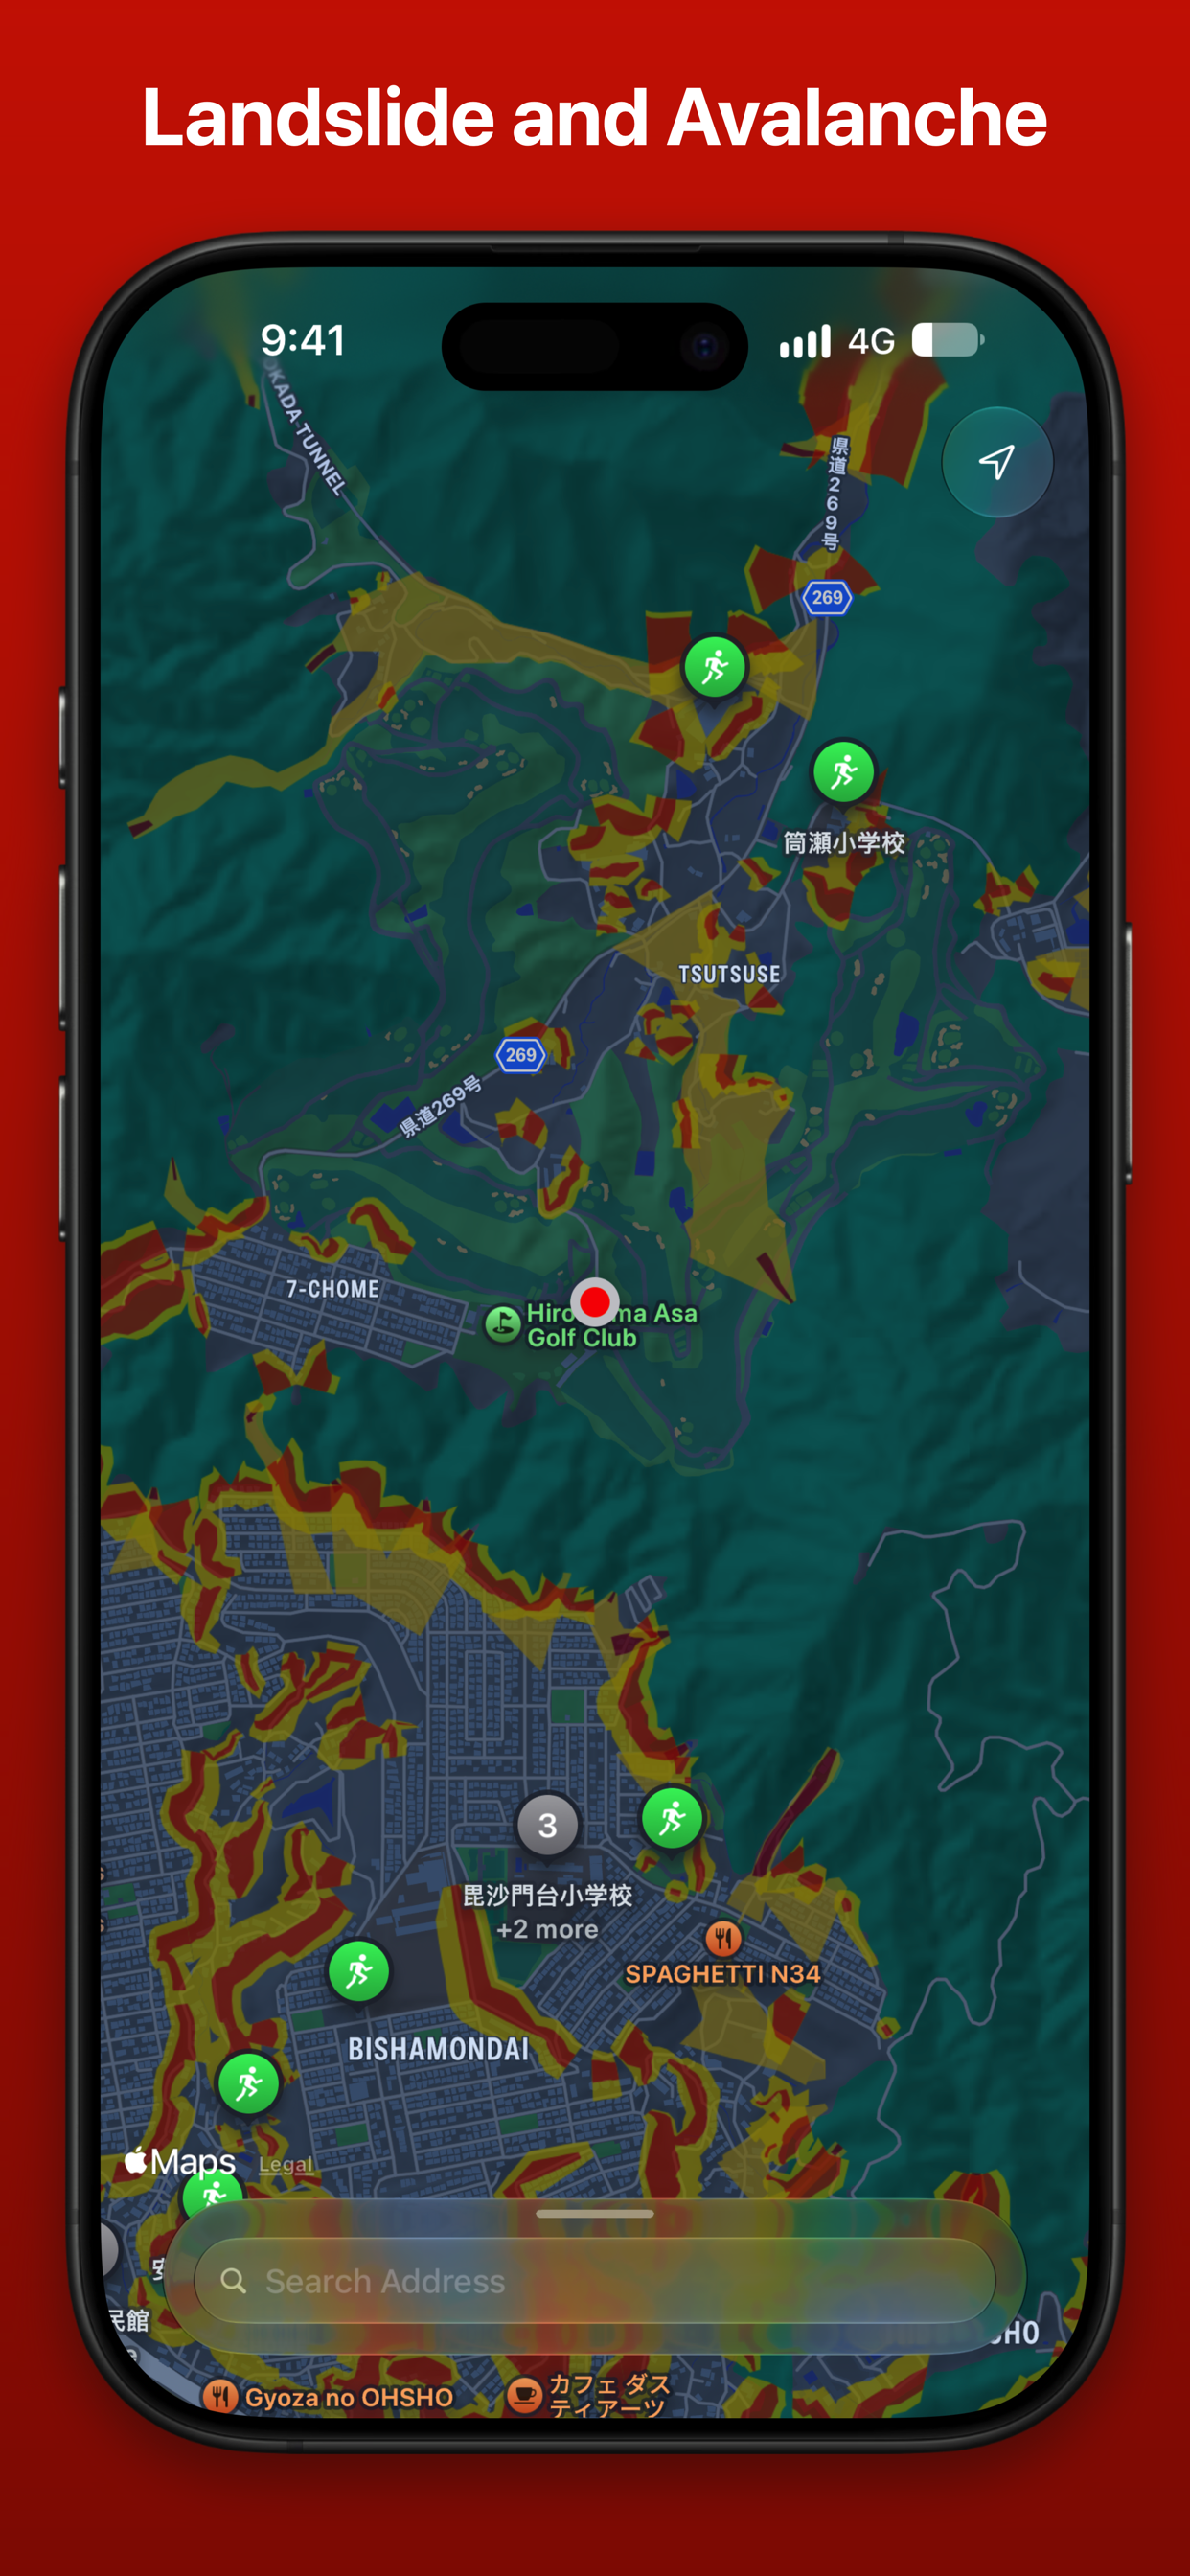 Landslide and Avalanche
9:41
4G
OKADA TUNNEL
県道269号
269
筒瀬小学校
TSUTSUSE
269
県道269号
7-CHOME
Golf Club
3
毘沙門台小学校
+2 more
SPAGHETTI N34
BISHAMONDAI
Maps
Legal
Search Address
民館
Gyoza no OHSHO
カフェ ダス
ティアーツ